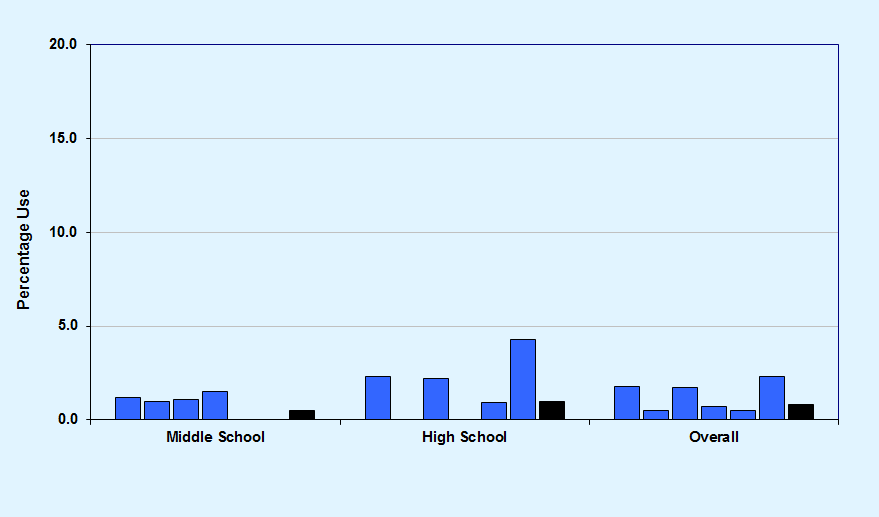 20.0
15.0
10.0
5.0
0.0
Percentage Use
Middle School
High School
Overall